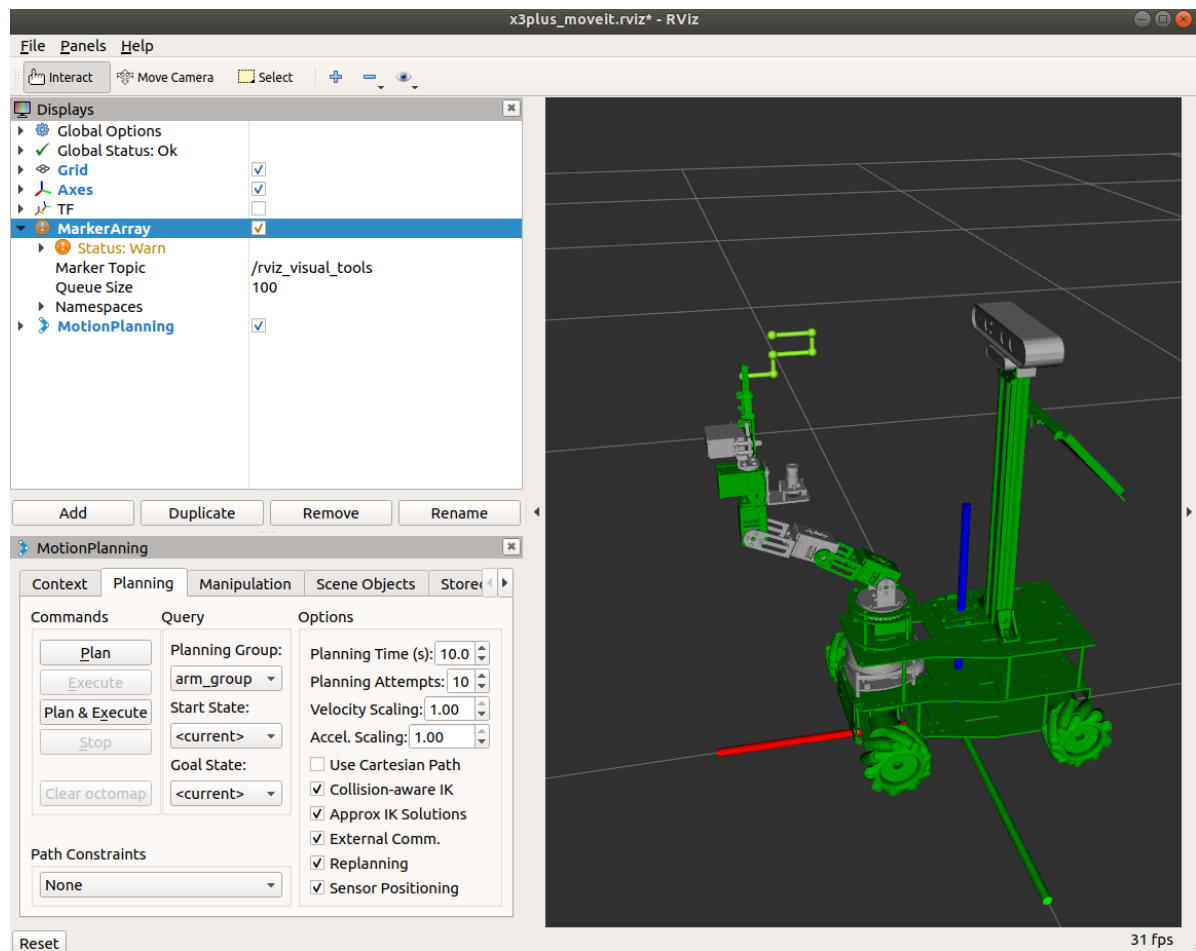 x3plus_moveit.rviz* - RViz
File Panels Help
Interact Move Camera Select
Displays
Global Options
Global Status: Ok
Grid
Axes
TF
MarkerArray
Status: Warn
Marker Topic /rviz_visual_tools
Queue Size 100
Namespaces
MotionPlanning
Add Duplicate Remove Rename
MotionPlanning
Context Planning Manipulation Scene Objects
Commands Query Options
Plan Planning Group: Planning Time (s): 10.0
Execute arm_group Planning Attempts: 10
Plan & Execute Start State: Velocity Scaling: 1.00
Stop <current> Accel. Scaling: 1.00
Goal State: Use Cartesian Path
Clear octomap <current> Collision-aware IK
Approx IK Solutions
External Comm.
Path Constraints Replanning
None Sensor Positioning
Reset 31 fps